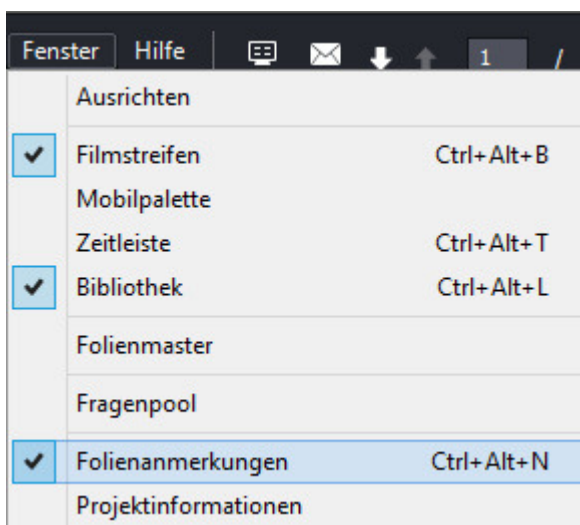 Fenster Hilfe 1 /
Ausrichten
Filmstreifen Ctrl+Alt+B
Mobilpalette
Zeitleiste Ctrl+Alt+T
Bibliothek Ctrl+Alt+L
Folienmaster
Fragenpool
Folienanmerkungen Ctrl+Alt+N
Projektinformationen